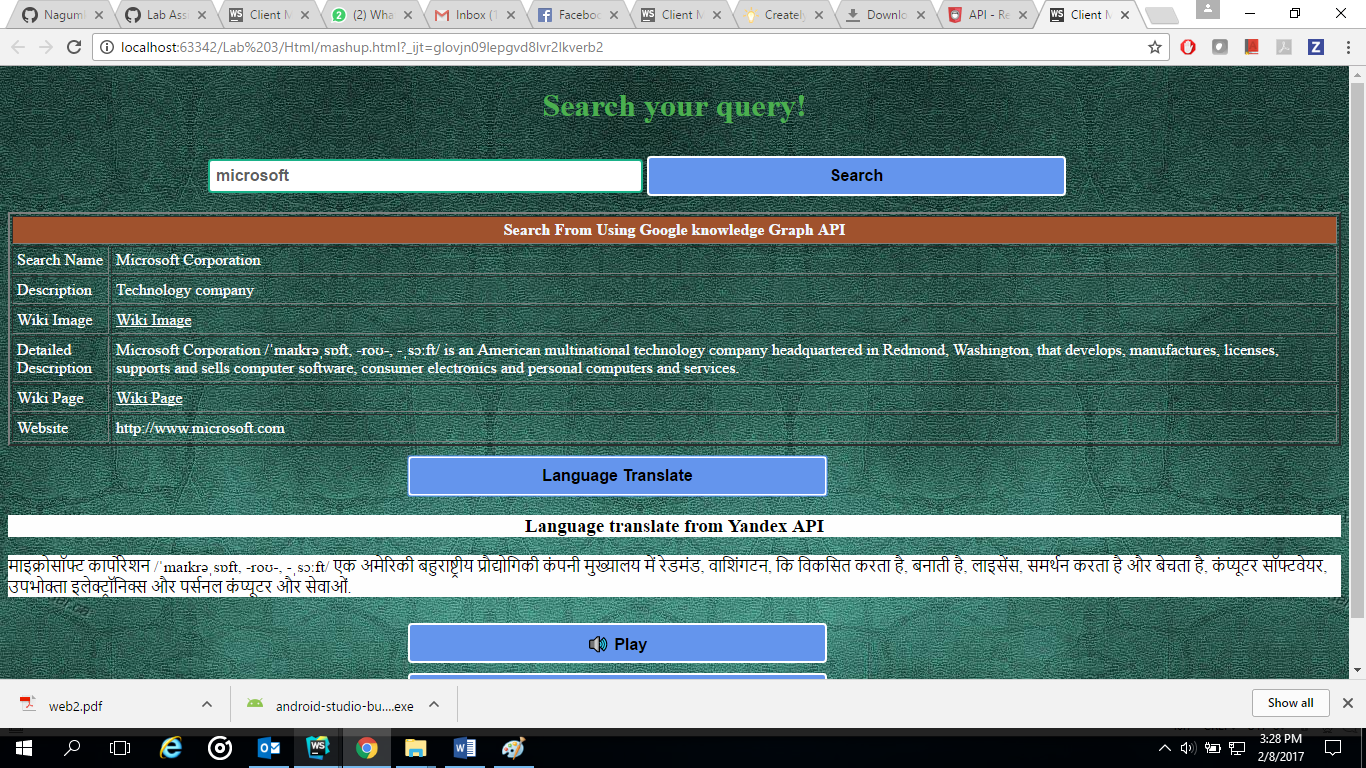 Nagum
Lab Ass
Client M
(2) Wha
Inbox (1
Faceboo
Client M
Creately
Downlo
API - Re
Client M
localhost:63342/Lab%203/Html/mashup.html?_ijt=glovjn09lepgvd8lvr2lkverb2
Search your query!
microsoft Search
Search From Using Google knowledge Graph API
Search Name Microsoft Corporation
Description Technology company
Wiki Image Wiki Image
Detailed Description Microsoft Corporation /ˈmaɪkrəˌsɒft, -roʊ-, -ˌsɔːft/ is an American multinational technology company headquartered in Redmond, Washington, that develops, manufactures, licenses,
supports and sells computer software, consumer electronics and personal computers and services.
Wiki Page Wiki Page
Website http://www.microsoft.com
Language Translate
Language translate from Yandex API
माइक्रोसॉफ्ट कार्पोरेशन /ˈmaɪkrəˌsɒft, -roʊ-, -ˌsɔːft/ एक अमेरिकी बहुराष्ट्रीय प्रौद्योगिकी कंपनी मुख्यालय में रेडमंड, वाशिंगटन, कि विकसित करता है, बनाती है, लाइसेंस, समर्थन करता है और बेचता है, कंप्यूटर सॉफ्टवेयर,
उपभोक्ता इलेक्ट्रॉनिक्स और पर्सनल कंप्यूटर और सेवाओं.
Play
web2.pdf
android-studio-bu....exe
Show all
3:28 PM
2/8/2017